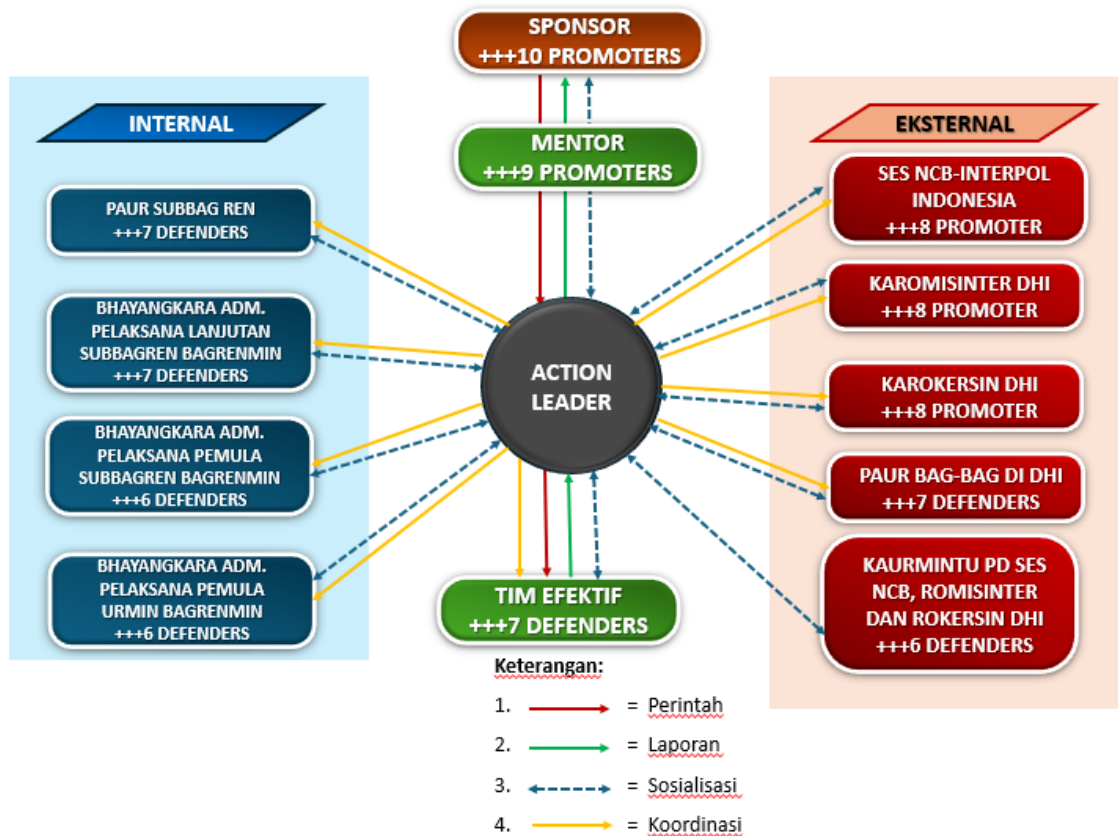 SPONSOR
+++10 PROMOTERS
MENTOR
+++9 PROMOTERS
INTERNAL
PAUR SUBBAG REN
+++7 DEFENDERS
BHAYANGKARA ADM.
PELAKSANA LANJUTAN
SUBBAGREN BAGRENMIN
+++7 DEFENDERS
BHAYANGKARA ADM.
PELAKSANA PEMULA
SUBBAGREN BAGRENMIN
+++6 DEFENDERS
BHAYANGKARA ADM.
PELAKSANA PEMULA
URMIN BAGRENMIN
+++6 DEFENDERS
ACTION
LEADER
EKSTERNAL
SES NCB-INTERPOL
INDONESIA
+++8 PROMOTER
KAROMISINTER DHI
+++8 PROMOTER
KAROKERSIN DHI
+++8 PROMOTER
PAUR BAG-BAG DI DHI
+++7 DEFENDERS
KAURMINTU PD SES
NCB, ROMISINTER
DAN ROKERSIN DHI
+++6 DEFENDERS
TIM EFEKTIF
+++7 DEFENDERS
Keterangan:
1. = Perintah
2. = Laporan
3. = Sosialisasi
4. = Koordinasi